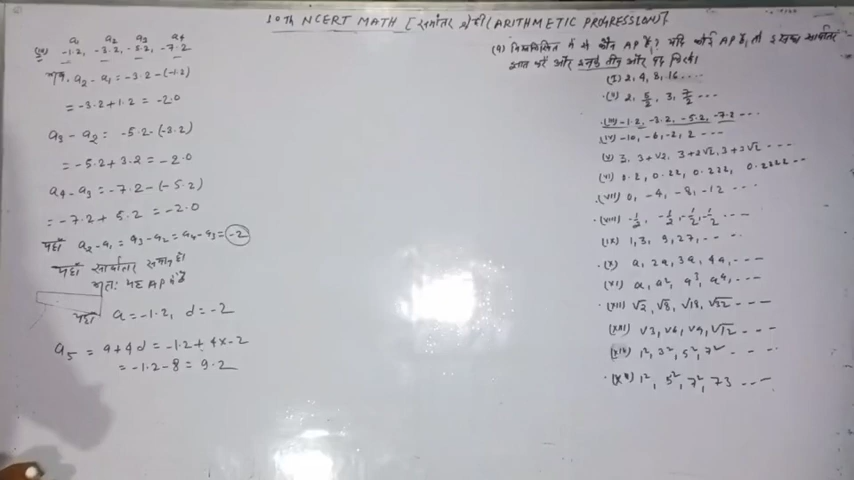 10TH NCERT MATH [समांतर श्रेढ़ी (ARITHMETIC PROGRESSION)]
a₁ a₂ a₃ a₄
-1.2, -3.2, -5.2, -7.2
a₂ - a₁ = -3.2 - (-1.2)
= -3.2 + 1.2 = -2.0
a₃ - a₂ = -5.2 - (-3.2)
= -5.2 + 3.2 = -2.0
a₄ - a₃ = -7.2 - (-5.2)
= -7.2 + 5.2 = -2.0
यहाँ a₂ - a₁ = a₃ - a₂ = a₄ - a₃ = -2
यहाँ सार्वांतर समान है।
अतः यह AP है
यहाँ a = -1.2, d = -2
a₅ = a + 4d = -1.2 + 4x-2
= -1.2 - 8 = 9.2
(Q) निम्नलिखित में से कौन AP है? यदि कोई AP है, तो इसका सार्वांतर
ज्ञात करें और इनके तीन और पद लिखें।
(I) 2, 4, 8, 16 ....
(II) 2, 5/2, 3, 7/2 ---
(III) -1.2, -3.2, -5.2, -7.2 ---
(IV) -10, -6, -2, 2 ---
(V) 3, 3+√2, 3+2√2, 3+3√2 ---
(VI) 0.2, 0.22, 0.222, 0.2222 ---
(VII) 0, -4, -8, -12 ---
(VIII) -1/2, -1/2, -1/2, -1/2 ---
(IX) 1, 3, 9, 27, ---
(X) a, 2a, 3a, 4a, ---
(XI) a, a², a³, a⁴, ---
(XII) √2, √8, √18, √32 ---
(XIII) √3, √6, √9, √12 ---
(XIV) 1², 3², 5², 7² ---
(XV) 1², 5², 7², 73 ---